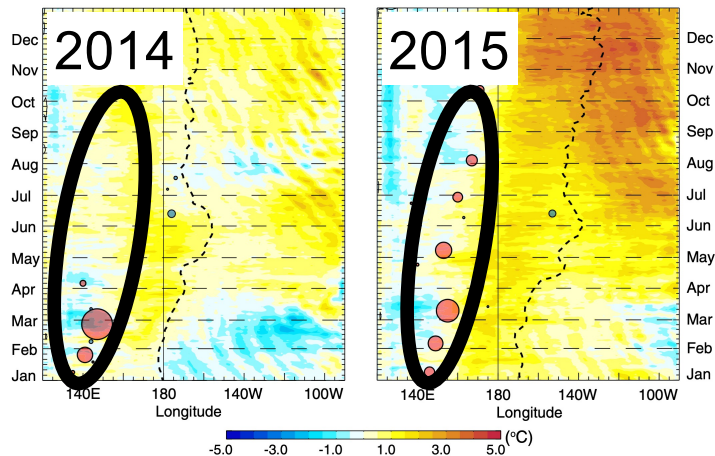 2014
2015
Dec
Nov
Oct
Sep
Aug
Jul
Jun
May
Apr
Mar
Feb
Jan
Dec
Nov
Oct
Sep
Aug
Jul
Jun
May
Apr
Mar
Feb
Jan
140E 180 140W 100W
140E 180 140W 100W
Longitude
Longitude
-5.0 -3.0 -1.0 1.0 3.0 5.0 (°C)